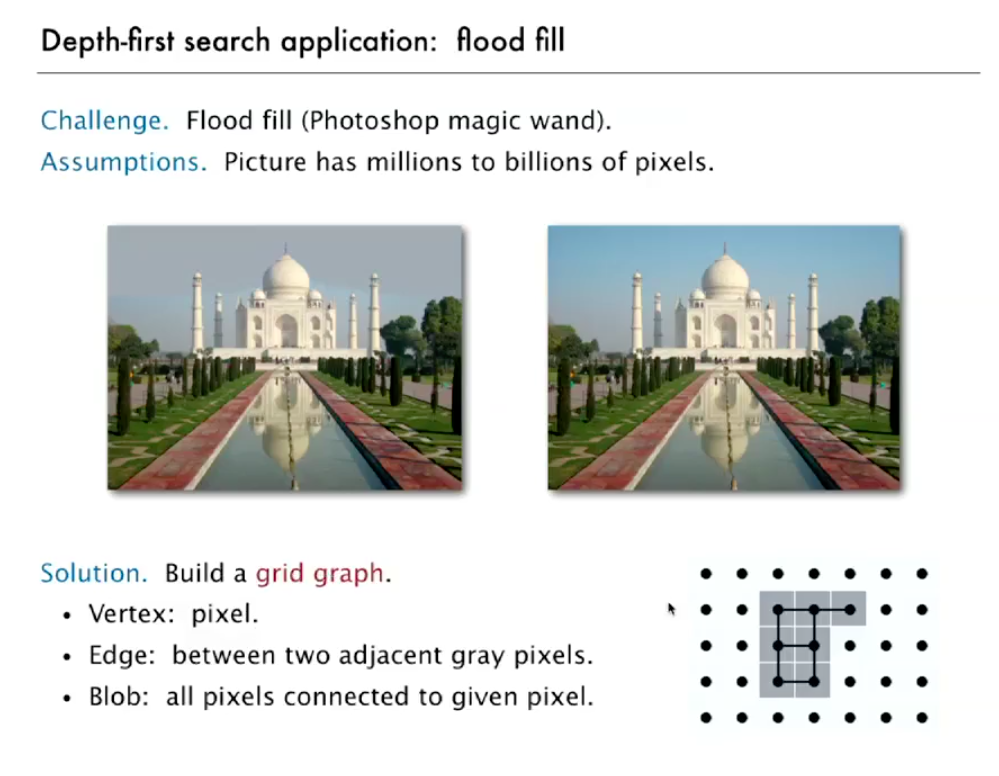 Depth-first search application: flood fill
Challenge. Flood fill (Photoshop magic wand).
Assumptions. Picture has millions to billions of pixels.
Solution. Build a grid graph.
• Vertex: pixel.
• Edge: between two adjacent gray pixels.
• Blob: all pixels connected to given pixel.